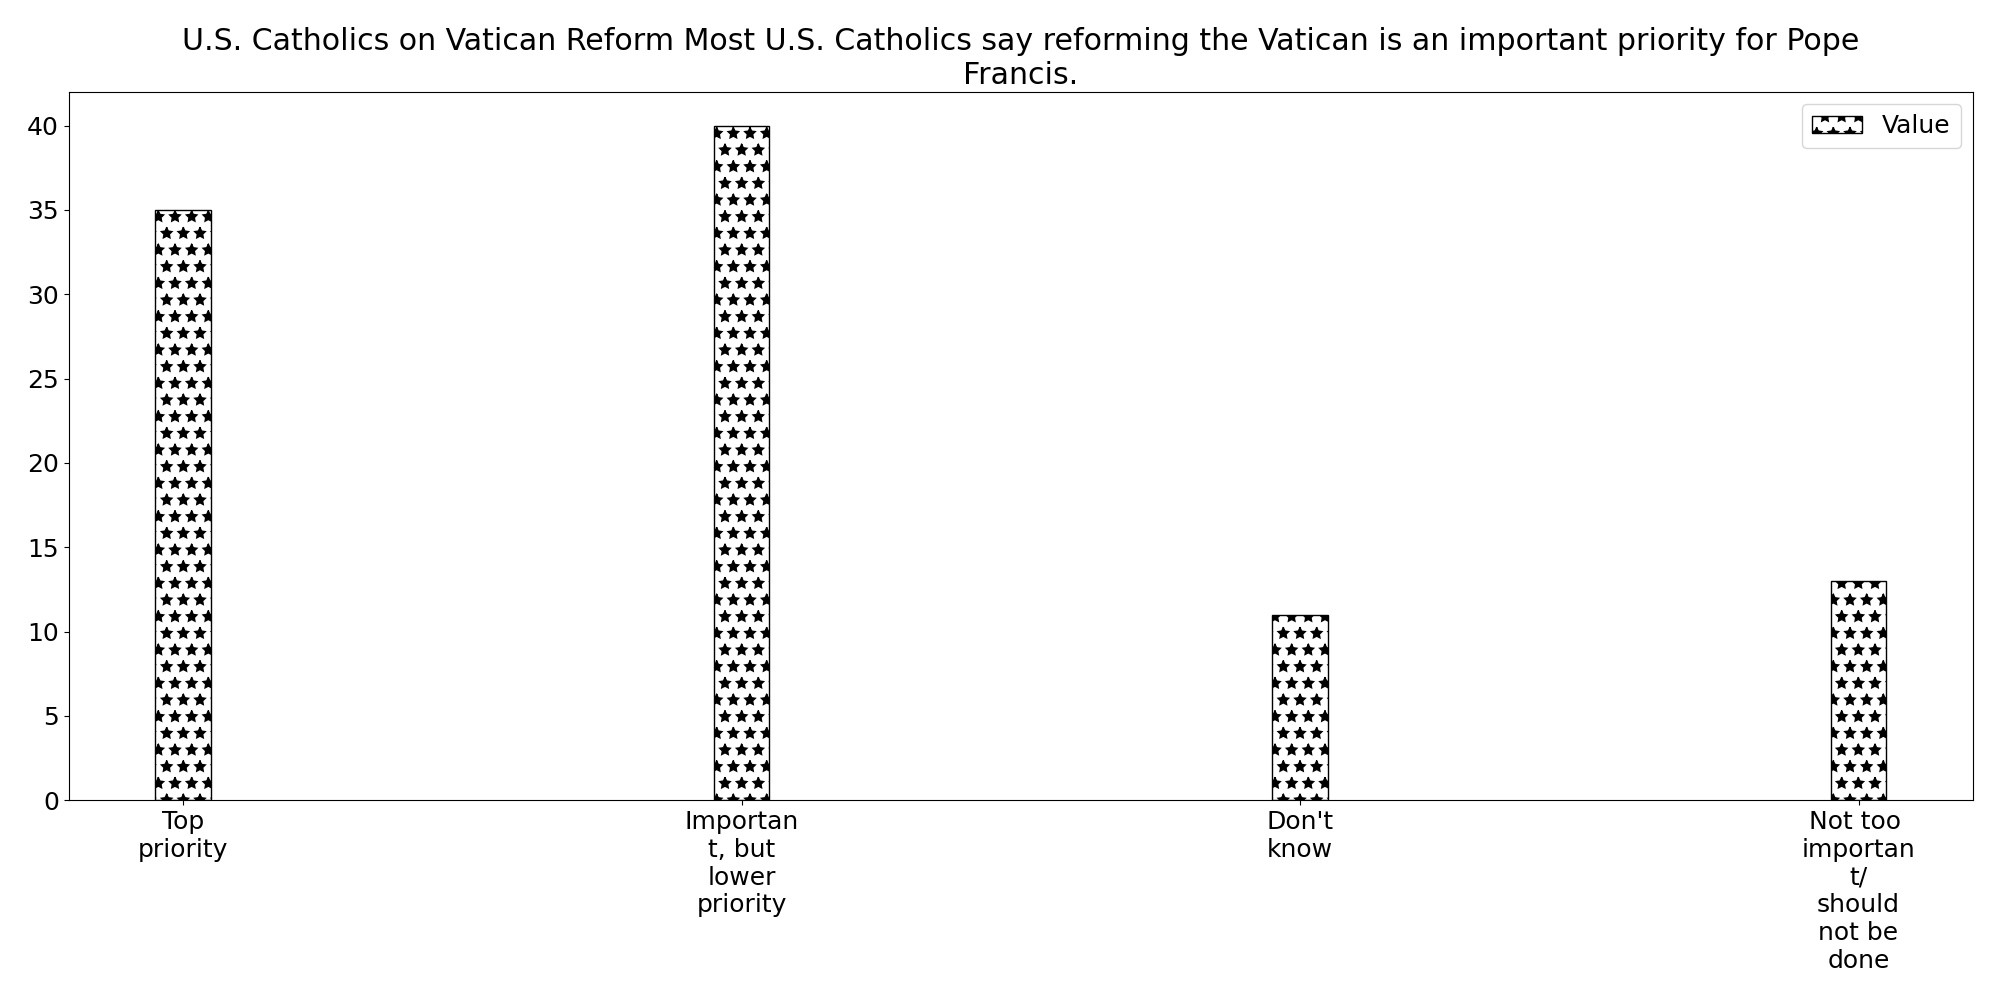 U.S. Catholics on Vatican Reform Most U.S. Catholics say reforming the Vatican is an important priority for Pope
Francis.
Value
40
35
30
25
20
15
10
5
0
Top
priority
Importan
t, but
lower
priority
Don't
know
Not too
importan
t/
should
not be
done